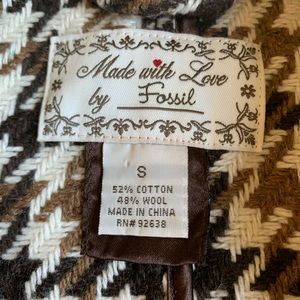 Made with Love
by Fossil
S
52% COTTON
48% WOOL
MADE IN CHINA
RN# 92638